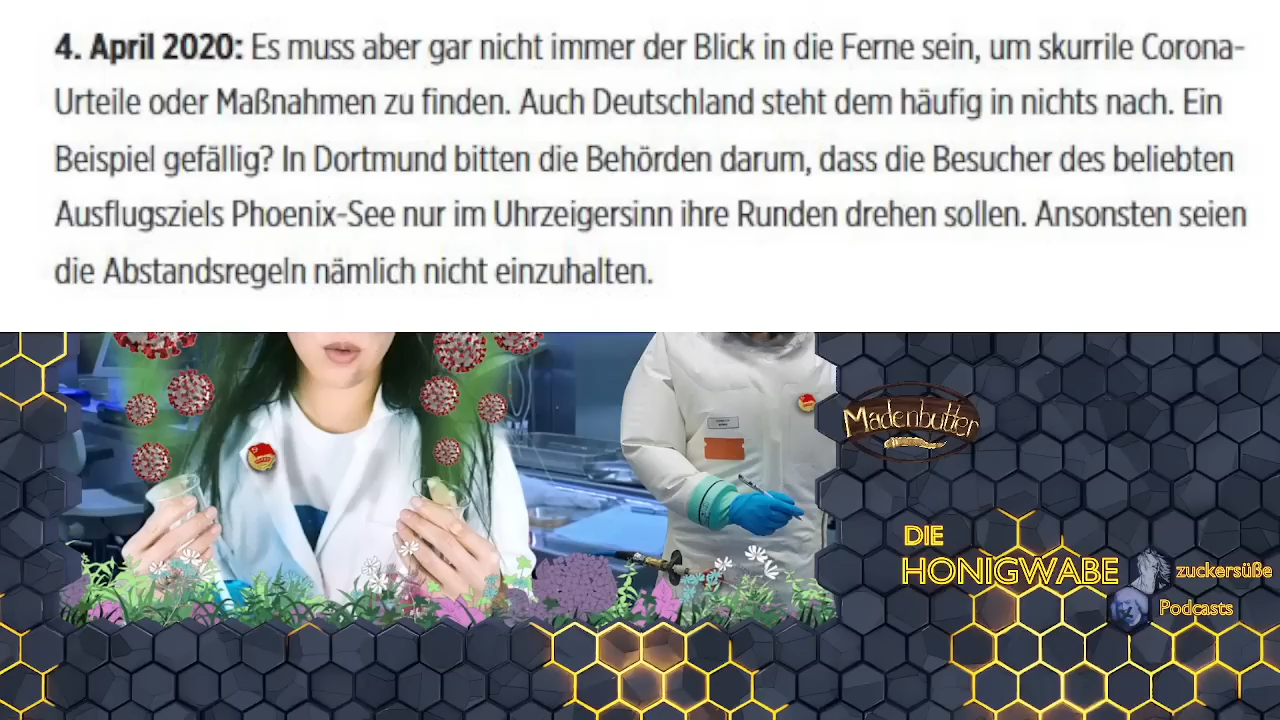 4. April 2020: Es muss aber gar nicht immer der Blick in die Ferne sein, um skurrile Corona-
Urteile oder Maßnahmen zu finden. Auch Deutschland steht dem häufig in nichts nach. Ein
Beispiel gefällig? In Dortmund bitten die Behörden darum, dass die Besucher des beliebten
Ausflugsziels Phoenix-See nur im Uhrzeigersinn ihre Runden drehen sollen. Ansonsten seien
die Abstandsregeln nämlich nicht einzuhalten.
Madenbutter
DIE
HONIGWABE
zuckersüße
Podcasts